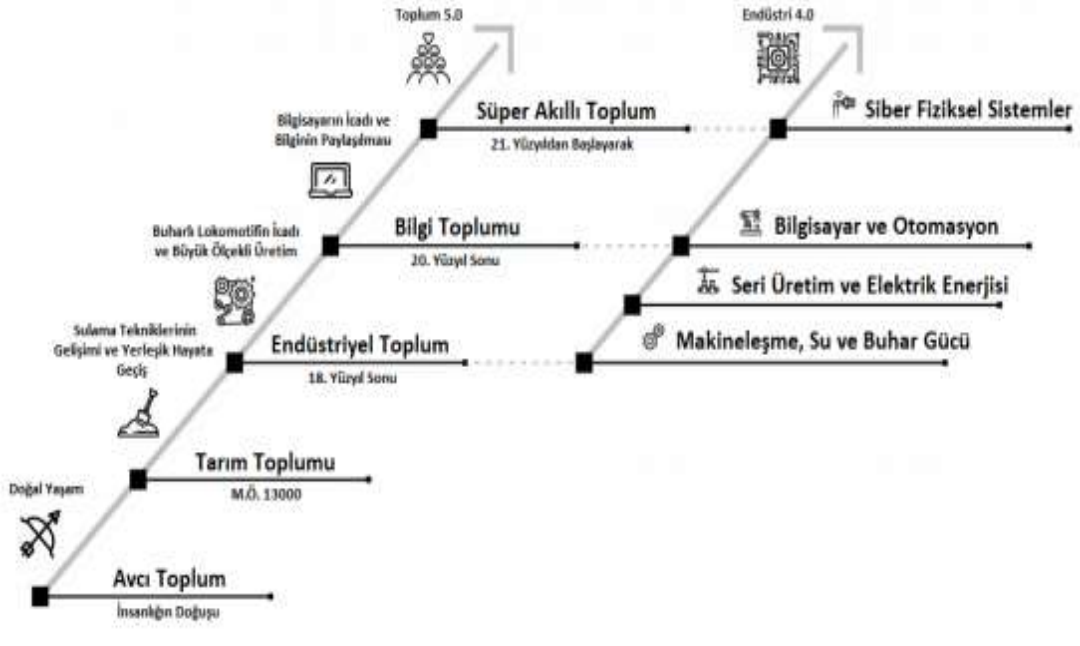 Toplum 5.0
Endüstri 4.0
Süper Akıllı Toplum
21. Yüzyıldan Başlayarak
Siber Fiziksel Sistemler
Bilgisayarın İcadı ve
Bilginin Paylaşılması
Bilgi Toplumu
20. Yüzyıl Sonu
Bilgisayar ve Otomasyon
Buharlı Lokomotifin İcadı
ve Büyük Ölçekli Üretim
Seri Üretim ve Elektrik Enerjisi
Endüstriyel Toplum
18. Yüzyıl Sonu
Makineleşme, Su ve Buhar Gücü
Sulama Tekniklerinin
Gelişimi ve Yerleşik Hayata
Geçiş
Tarım Toplumu
M.Ö. 13000
Doğal Yaşam
Avcı Toplum
İnsanlığın Doğuşu